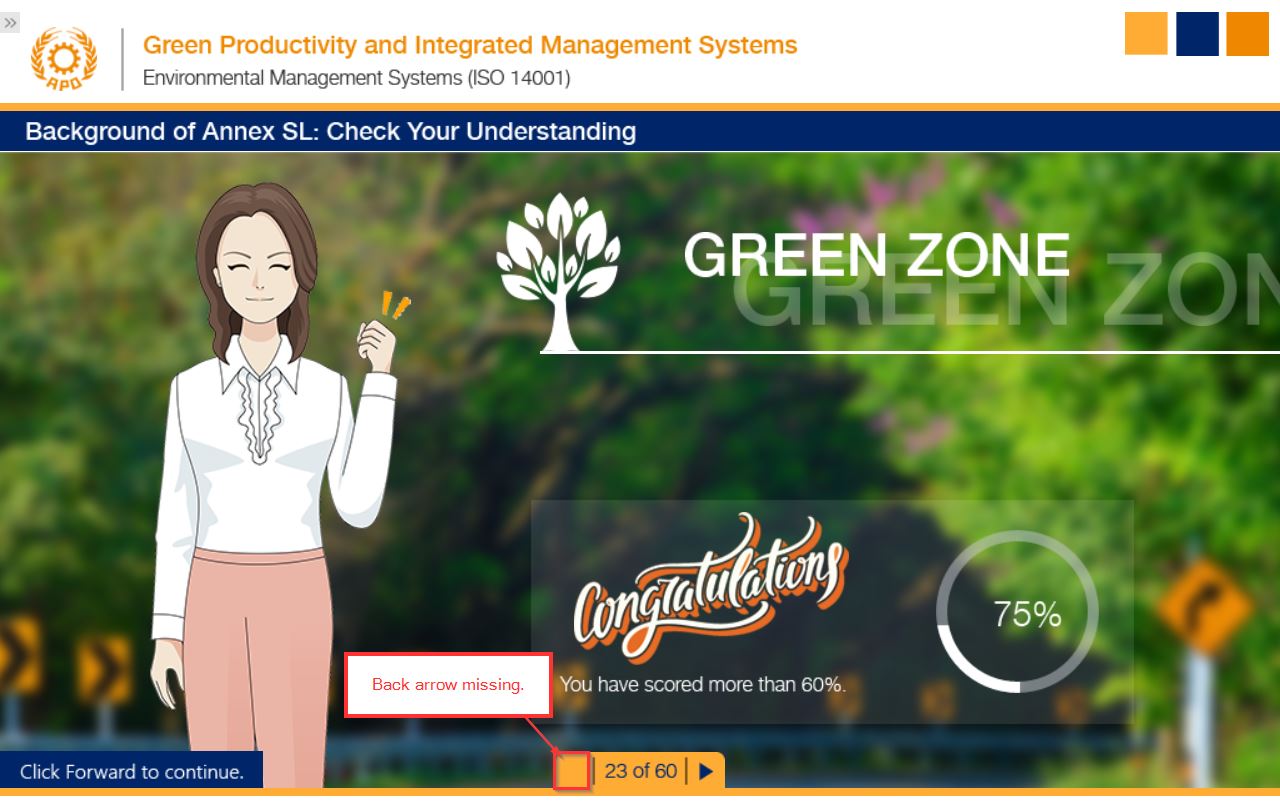 »
Green Productivity and Integrated Management Systems
APO
Environmental Management Systems (ISO 14001)
Background of Annex SL: Check Your Understanding
GREEN ZONE
GREEN ZON
Congratulations
75%
You have scored more than 60%.
Back arrow missing.
Click Forward to continue.
23 of 60